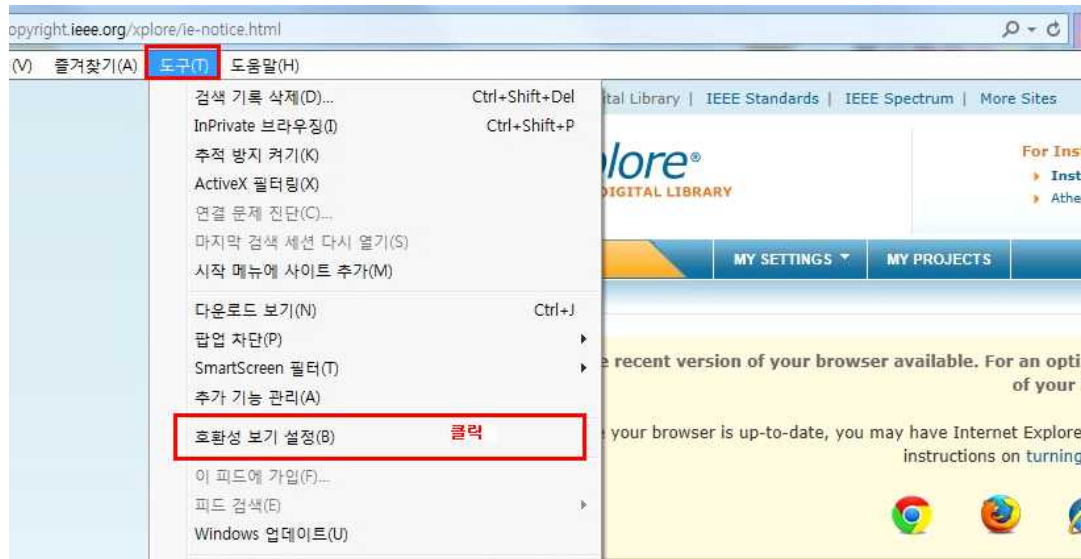 opyright.ieee.org/xplore/ie-notice.html
(V) 즐겨찾기(A) 도구(T) 도움말(H)
검색 기록 삭제(D)... Ctrl+Shift+Del
InPrivate 브라우징(I) Ctrl+Shift+P
추적 방지 켜기(K)
ActiveX 필터링(X)
연결 문제 진단(C)...
마지막 검색 세션 다시 열기(S)
시작 메뉴에 사이트 추가(M)
다운로드 보기(N) Ctrl+J
팝업 차단(P)
SmartScreen 필터(T)
추가 기능 관리(A)
호환성 보기 설정(B) 클릭
이 피드에 가입(F)...
피드 검색(E)
Windows 업데이트(U)
ital Library | IEEE Standards | IEEE Spectrum | More Sites
plore®
DIGITAL LIBRARY
For Ins
Inst
Athe
MY SETTINGS MY PROJECTS
e recent version of your browser available. For an opti
of your
your browser is up-to-date, you may have Internet Explore
instructions on turning